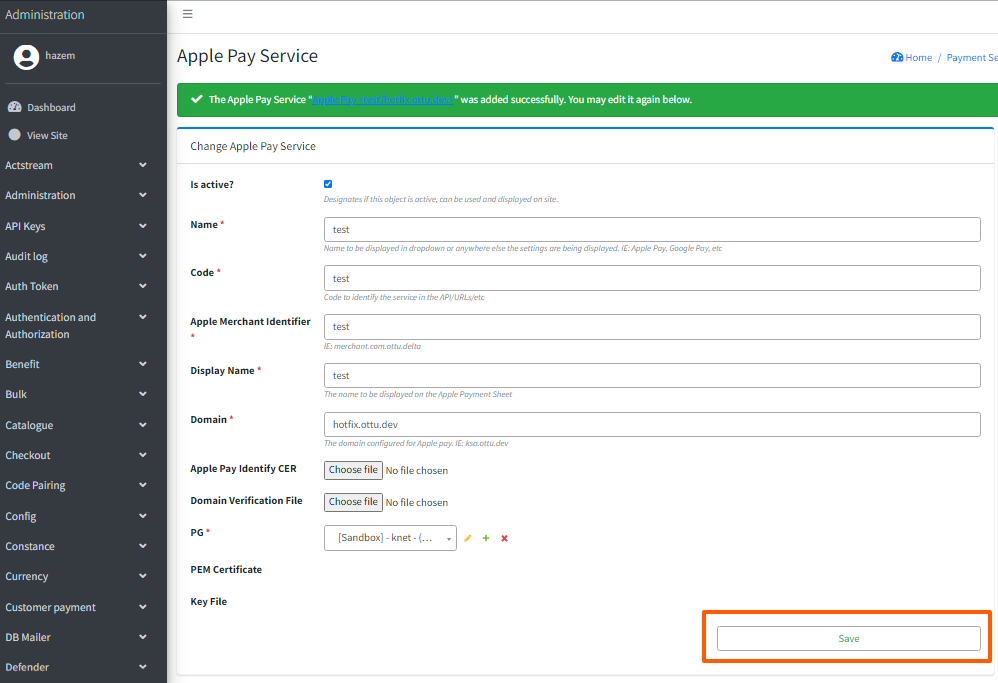 Administration
hazem
Dashboard
View Site
Actstream
Administration
API Keys
Audit log
Auth Token
Authentication and
Authorization
Benefit
Bulk
Catalogue
Checkout
Code Pairing
Config
Constance
Currency
Customer payment
DB Mailer
Defender
Apple Pay Service
Home / Payment Se
The Apple Pay Service “Apple Pay <test:hotfix.ottu.dev>” was added successfully. You may edit it again below.
Change Apple Pay Service
Is active?
Designates if this object is active, can be used and displayed on site.
Name * test
Name to be displayed in dropdown or anywhere else the settings are being displayed. IE: Apple Pay, Google Pay, etc
Code * test
Code to identify the service in the API/URLs/etc
Apple Merchant Identifier
* test
IE: merchant.com.ottu.delta
Display Name * test
The name to be displayed on the Apple Payment Sheet
Domain * hotfix.ottu.dev
The domain configured for Apple pay. IE: ksa.ottu.dev
Apple Pay Identify CER Choose file No file chosen
Domain Verification File Choose file No file chosen
PG * [Sandbox] - knet - (...
PEM Certificate
Key File
Save